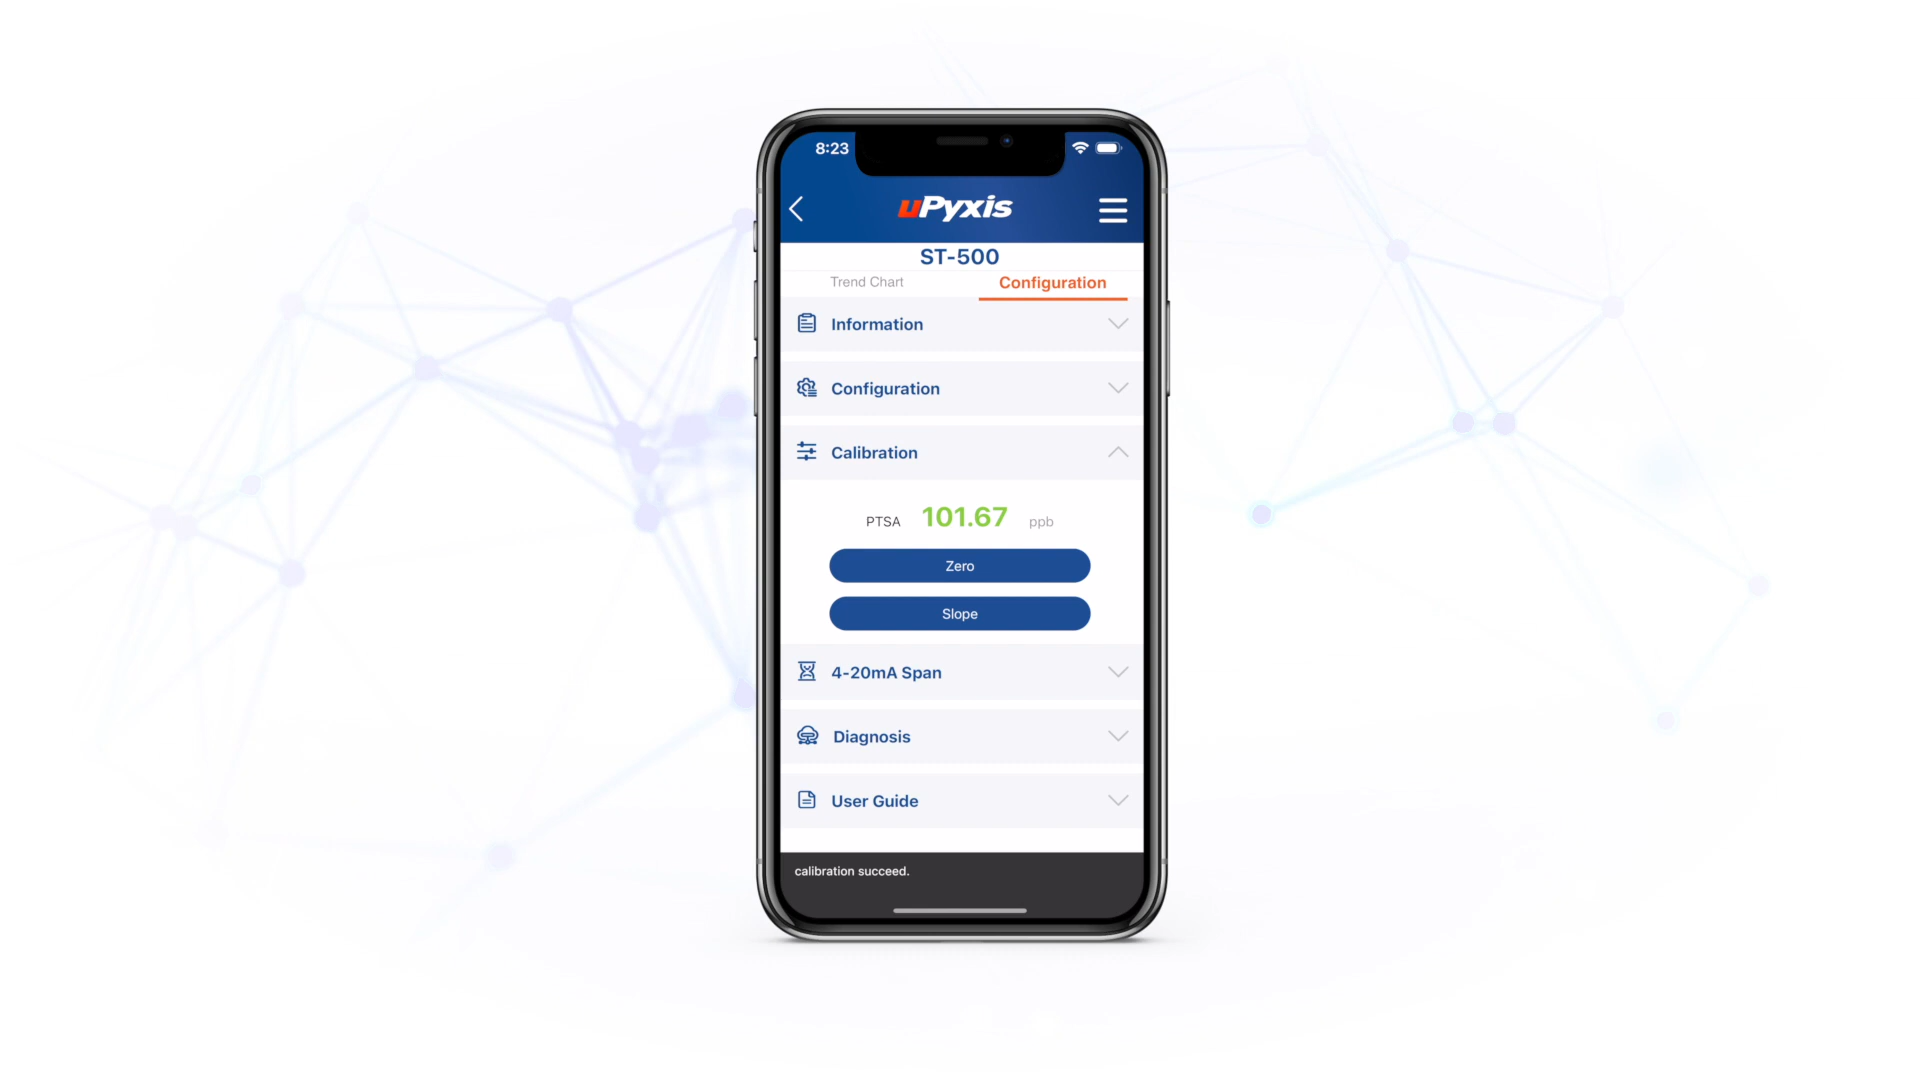 8:23
uPyxis
ST-500
Trend Chart
Configuration
Information
Configuration
Calibration
PTSA 101.67 ppb
Zero
Slope
4-20mA Span
Diagnosis
User Guide
calibration succeed.